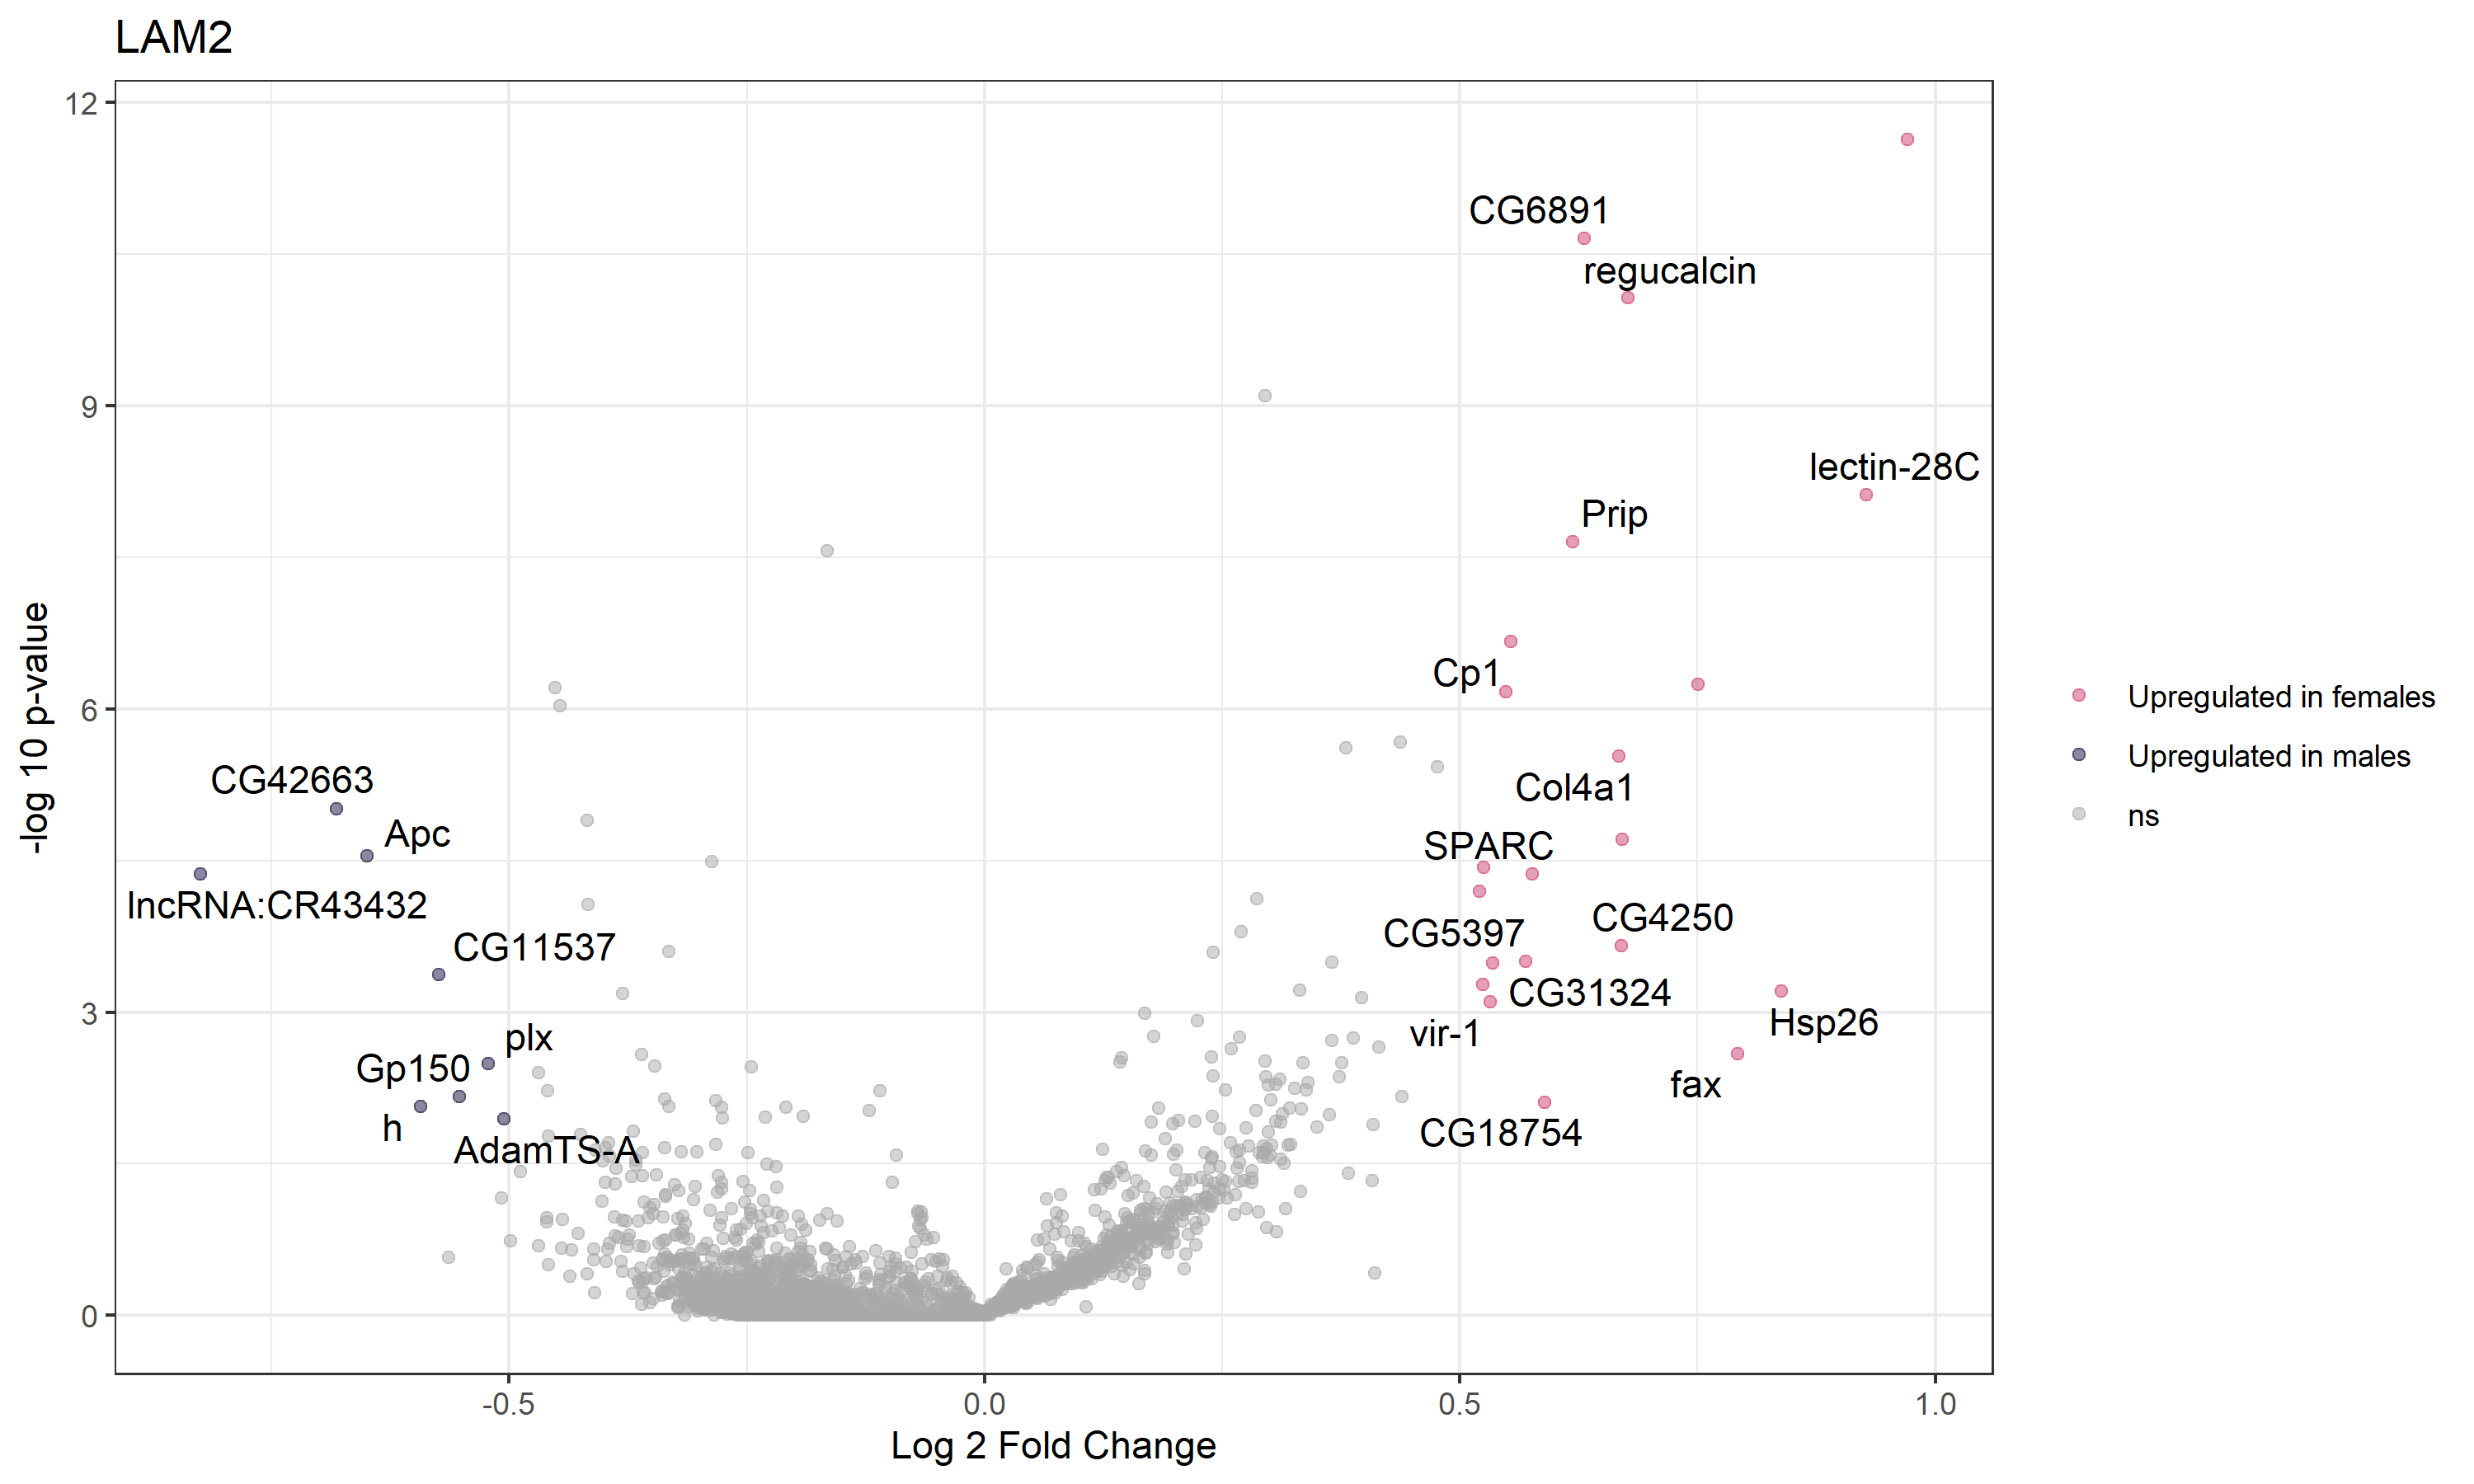 LAM2
12
9
6
3
0
-log 10 p-value
CG6891
regucalcin
lectin-28C
Prip
Cp1
CG42663
Col4a1
Apc
SPARC
lncRNA:CR43432
CG4250
CG5397
CG11537
CG31324
Hsp26
vir-1
plx
Gp150
fax
h
CG18754
AdamTS-A
-0.5
0.0
0.5
1.0
Log 2 Fold Change
Upregulated in females
Upregulated in males
ns